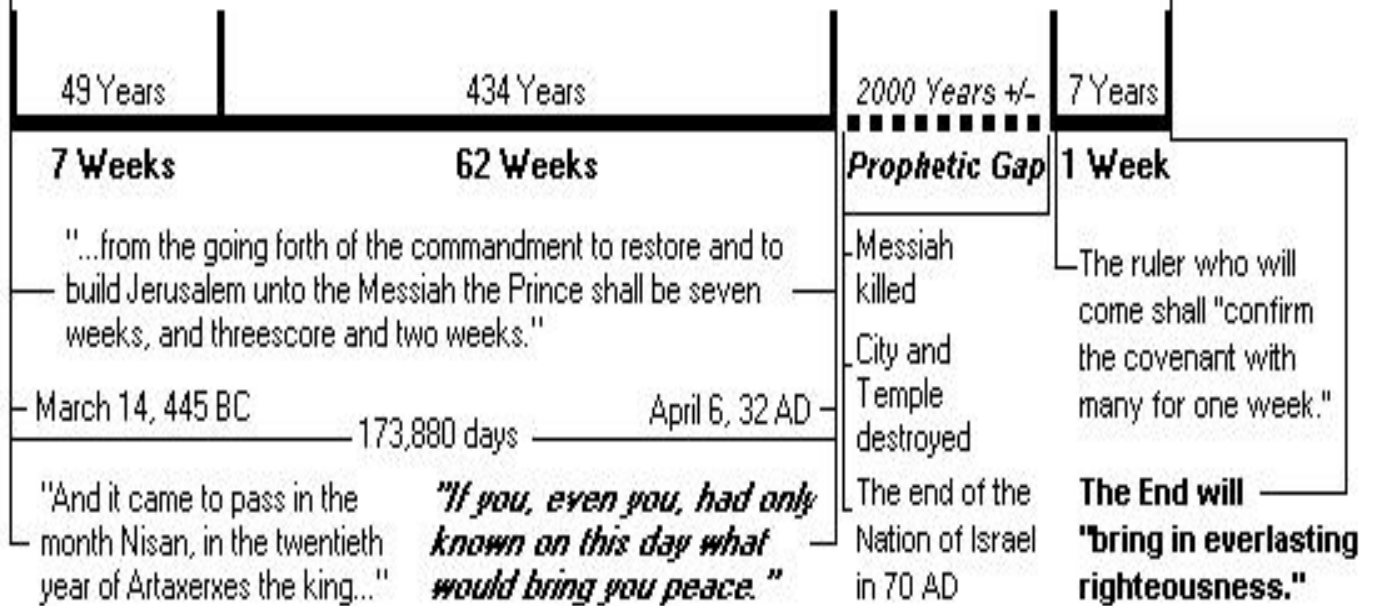 49 Years
434 Years
2000 Years +/-
7 Years
7 Weeks
62 Weeks
Prophetic Gap
1 Week
"...from the going forth of the commandment to restore and to
build Jerusalem unto the Messiah the Prince shall be seven
weeks, and threescore and two weeks."
March 14, 445 BC
April 6, 32 AD
173,880 days
"And it came to pass in the
month Nisan, in the twentieth
year of Artaxerxes the king..."
"If you, even you, had only
known on this day what
would bring you peace."
Messiah
killed
City and
Temple
destroyed
The end of the
Nation of Israel
in 70 AD
The ruler who will
come shall "confirm
the covenant with
many for one week."
The End will
"bring in everlasting
righteousness."